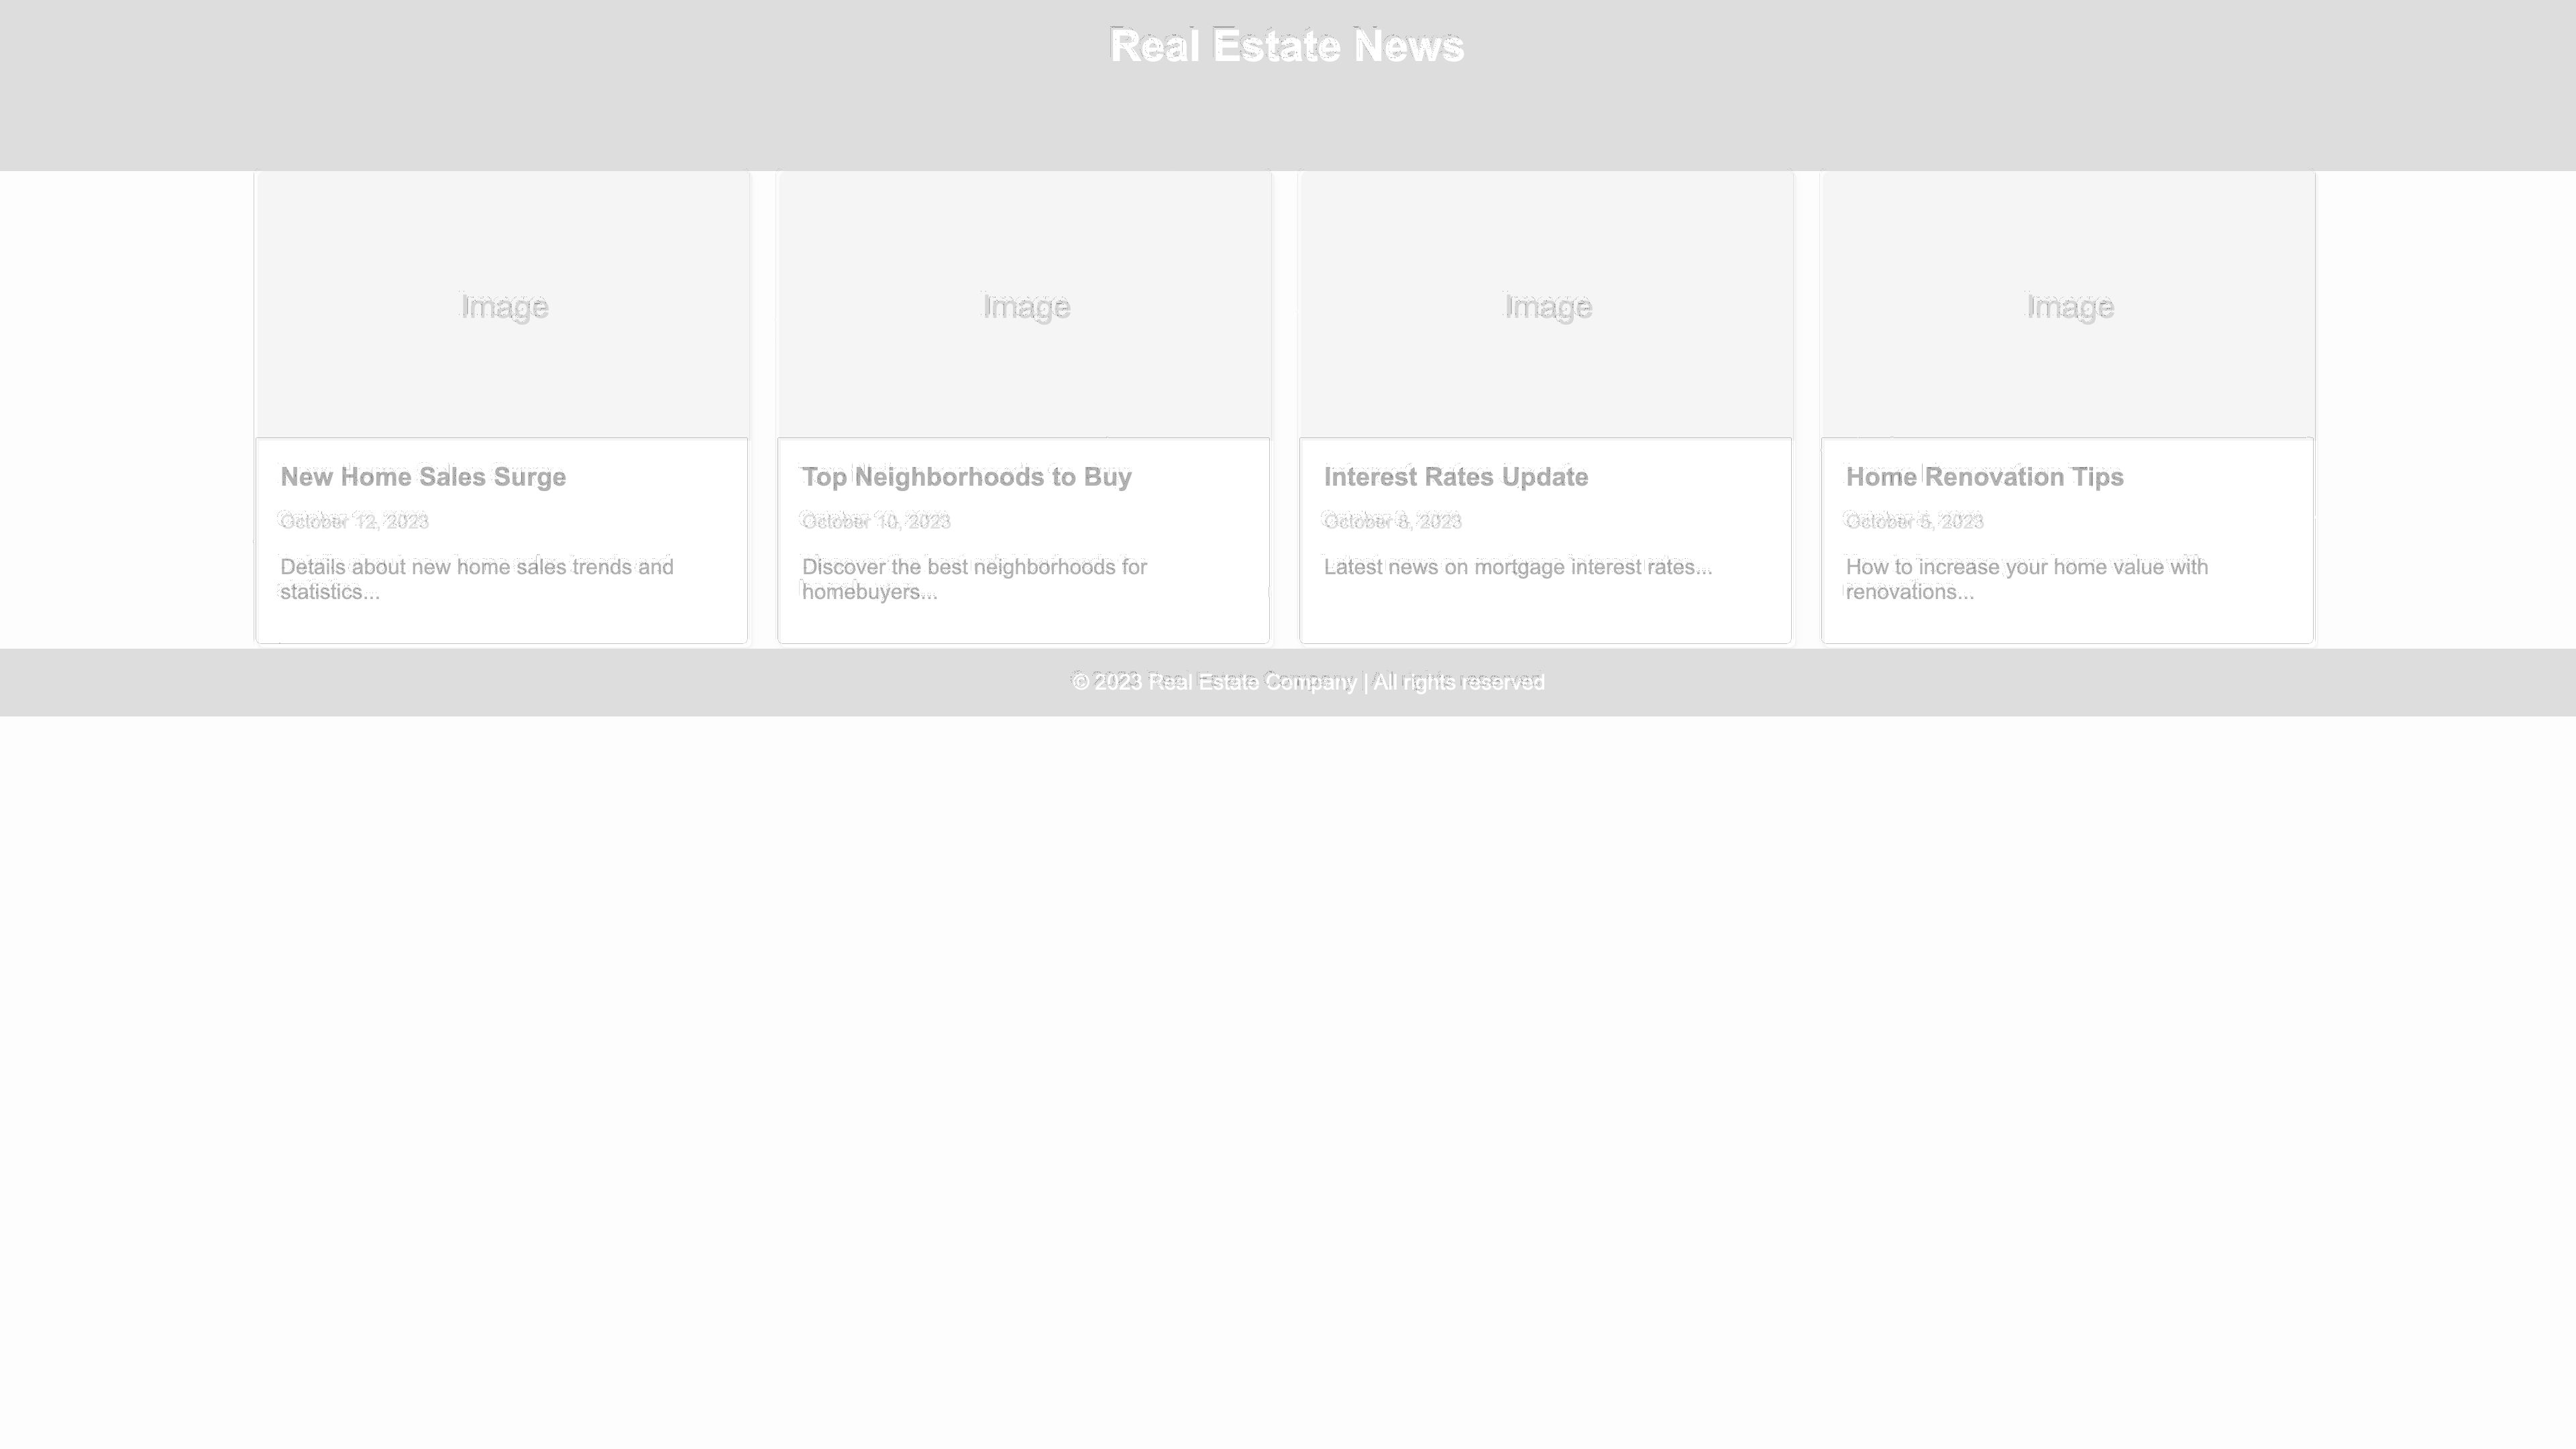 Real Estate News
Image
Image
Image
Image
New Home Sales Surge
October 12, 2023
Details about new home sales trends and
statistics...
Top Neighborhoods to Buy
October 10, 2023
Discover the best neighborhoods for
homebuyers...
Interest Rates Update
October 8, 2023
Latest news on mortgage interest rates...
Home Renovation Tips
October 5, 2023
How to increase your home value with
renovations...
© 2023 Real Estate Company | All rights reserved